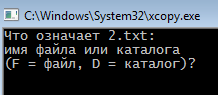 C:\Windows\System32\xcopy.exe
Что означает 2.txt:
имя файла или каталога
(F = файл, D = каталог)?